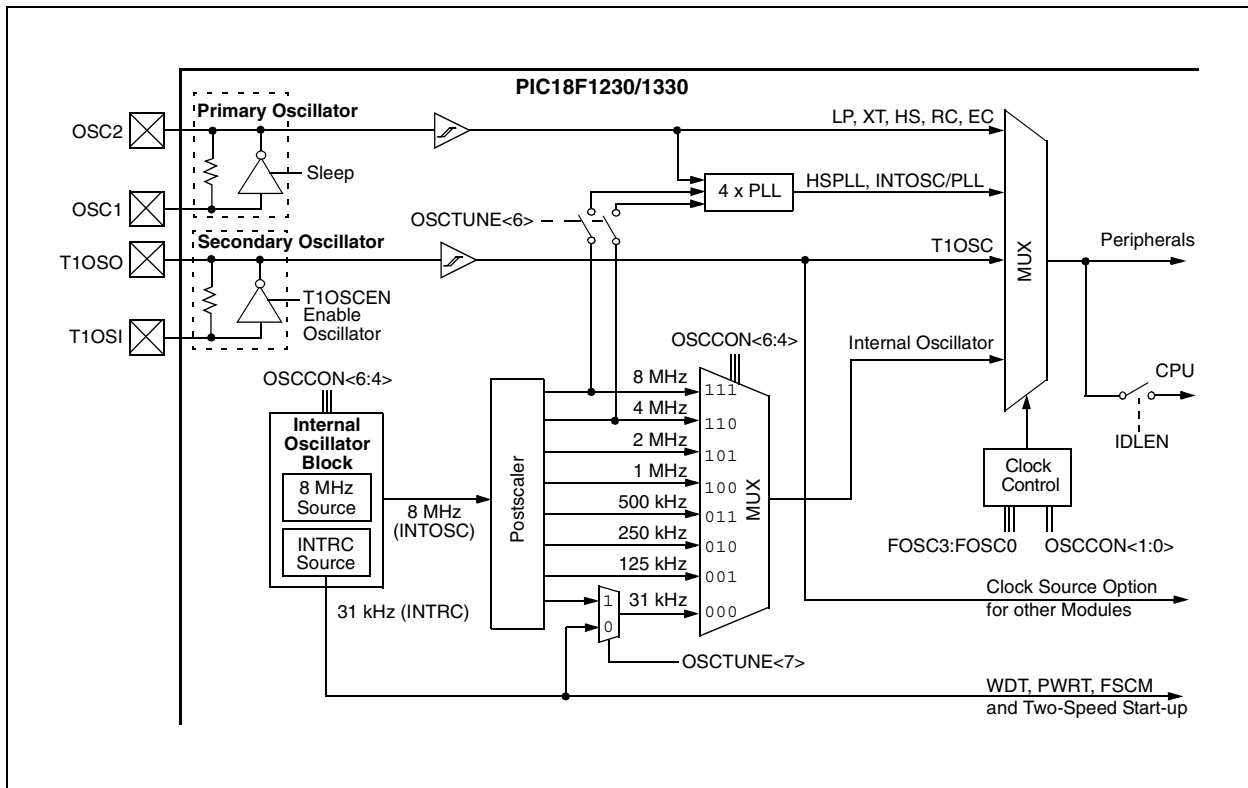 PIC18F1230/1330
Primary Oscillator
OSC2
LP, XT, HS, RC, EC
Sleep
4 x PLL
HSPLL, INTOSC/PLL
OSC1
OSCTUNE<6>
Secondary Oscillator
T1OSO
T1OSC
MUX
Peripherals
T1OSCEN
Enable
Oscillator
T1OSI
OSCCON<6:4>
Internal Oscillator
OSCCON<6:4>
CPU
IDLEN
Internal
Oscillator
Block
8 MHz
Source
INTRC
Source
8 MHz
(INTOSC)
31 kHz (INTRC)
Postscaler
8 MHz
111
4 MHz
110
2 MHz
101
1 MHz
100
500 kHz
011
250 kHz
010
125 kHz
001
1
0
31 kHz
000
MUX
OSCTUNE<7>
Clock
Control
FOSC3:FOSC0
OSCCON<1:0>
Clock Source Option
for other Modules
WDT, PWRT, FSCM
and Two-Speed Start-up